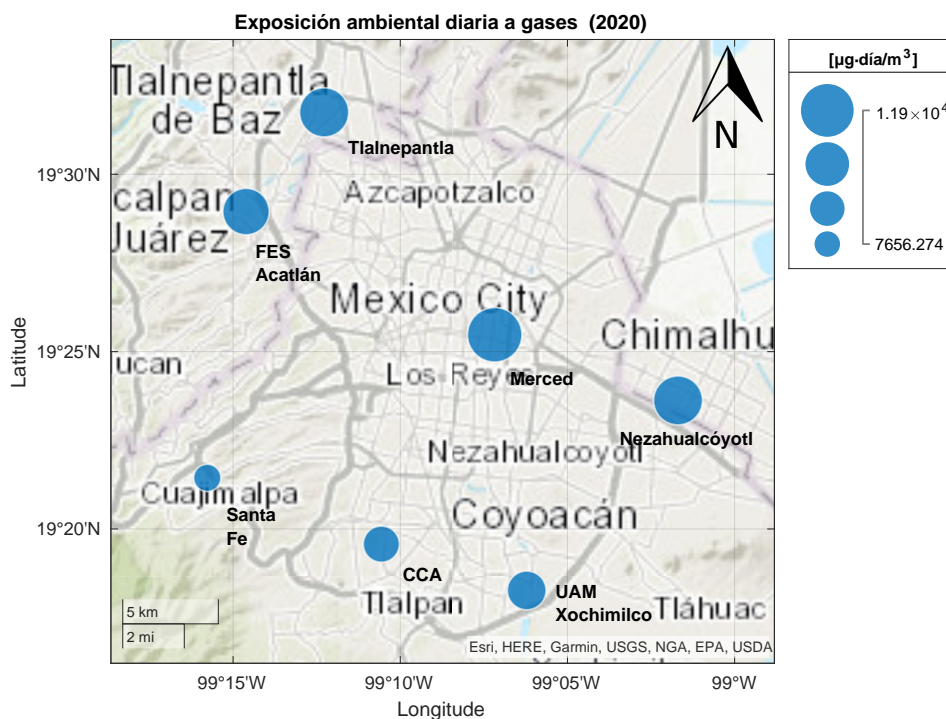 Exposición ambiental diaria a gases (2020)
[µg·día/m³]
1.19×10⁴
7656.274
Tlalnepantla
de Baz
N
Tlalnepantla
19°30'N
Azcapotzalco
calpan
Juárez
FES
Acatlán
Mexico City
Chimalhu
Latitude
19°25'N
ucan
Los Reyes
Merced
Nezahualcóyotl
Nezahualcoyotl
Cuajimalpa
Santa
Fe
Coyoacán
19°20'N
CCA
UAM
Xochimilco
Tlalpan
Tláhuac
5 km
2 mi
Esri, HERE, Garmin, USGS, NGA, EPA, USDA
99°15'W
99°10'W
99°05'W
99°W
Longitude